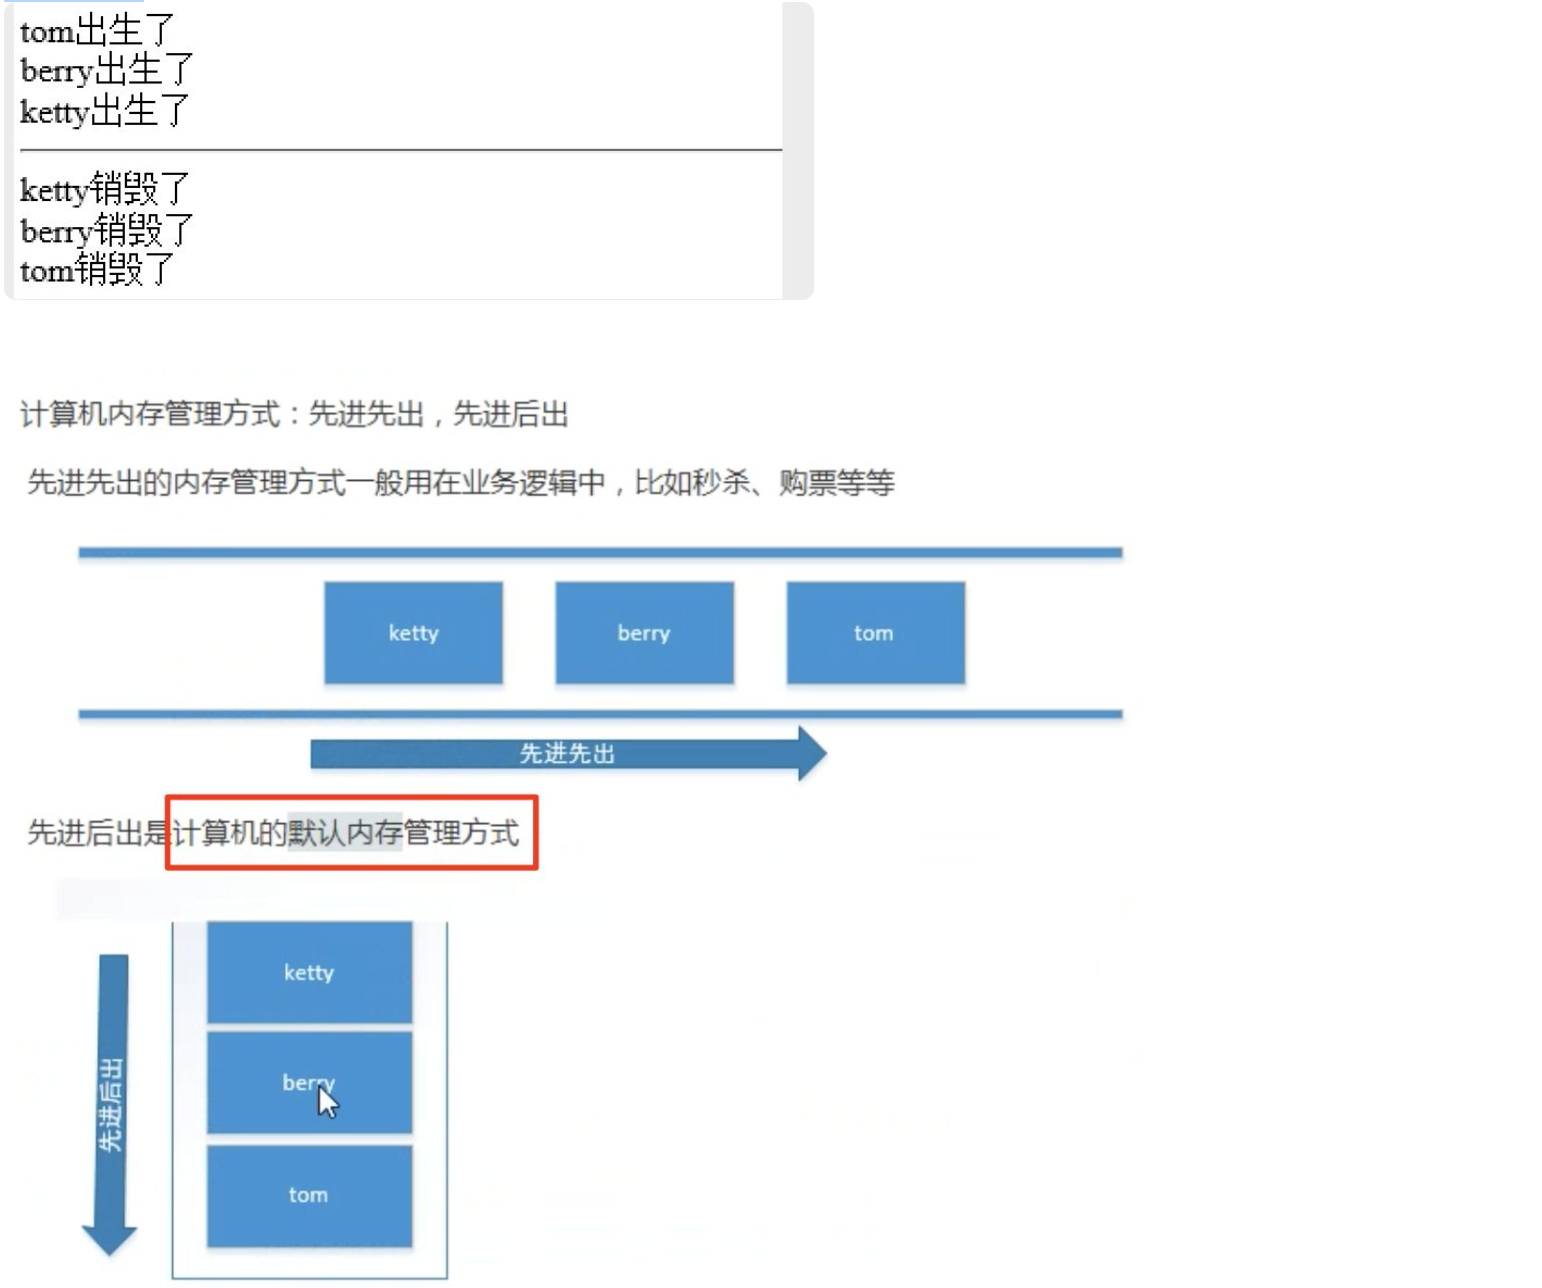 tom出生了
berry出生了
ketty出生了
ketty销毁了
berry销毁了
tom销毁了
计算机内存管理方式：先进先出，先进后出
先进先出的内存管理方式一般用在业务逻辑中，比如秒杀、购票等等
ketty berry tom
先进先出
先进后出是计算机的默认内存管理方式
ketty
berry
tom
先进后出